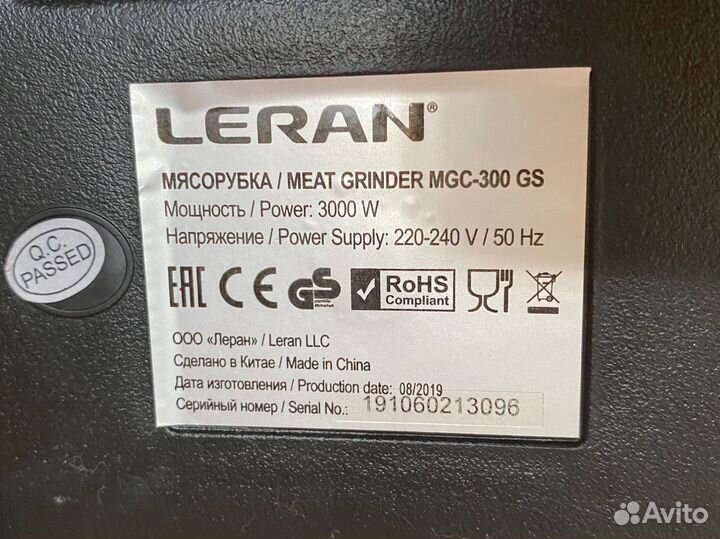 LERAN®
МЯСОРУБКА / MEAT GRINDER MGC-300 GS
Мощность / Power: 3000 W
Напряжение / Power Supply: 220-240 V / 50 Hz
Q.C.
PASSED
EAC CE GS RoHS
Compliant
ООО «Леран» / Leran LLC
Сделано в Китае / Made in China
Дата изготовления / Production date: 08/2019
Серийный номер / Serial No.: 191060213096
Avito